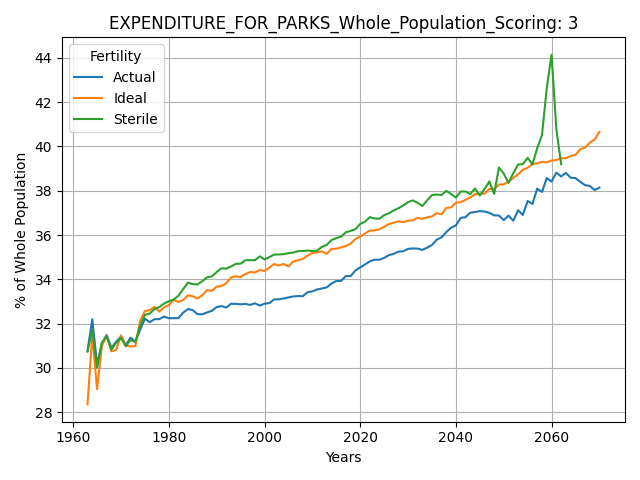 EXPENDITURE_FOR_PARKS_Whole_Population_Scoring: 3
Fertility
Actual
Ideal
Sterile
% of Whole Population
44
42
40
38
36
34
32
30
28
1960 1980 2000 2020 2040 2060
Years